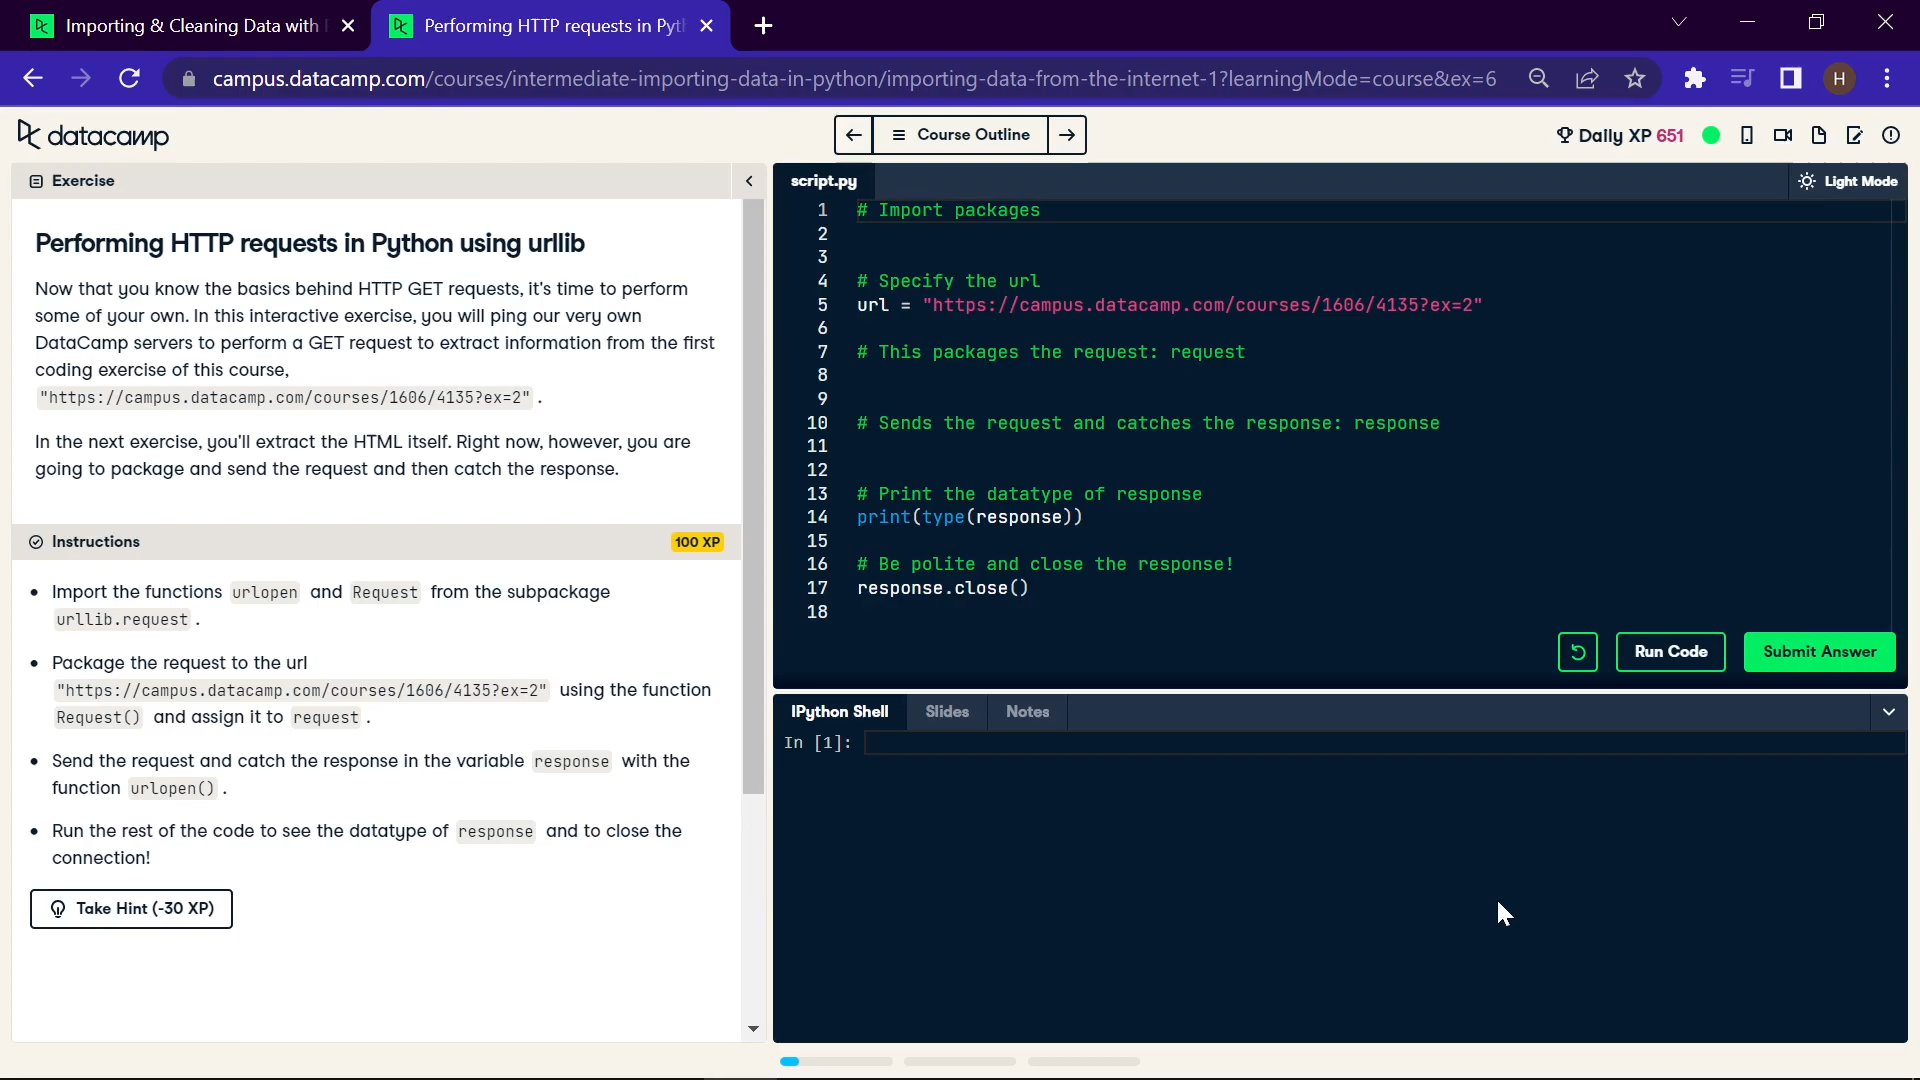 Importing & Cleaning Data with
Performing HTTP requests in Pyt
campus.datacamp.com/courses/intermediate-importing-data-in-python/importing-data-from-the-internet-1?learningMode=course&ex=6
H
datacamp
Course Outline
Daily XP 651
Exercise
Performing HTTP requests in Python using urllib
Now that you know the basics behind HTTP GET requests, it's time to perform
some of your own. In this interactive exercise, you will ping our very own
DataCamp servers to perform a GET request to extract information from the first
coding exercise of this course,
"https://campus.datacamp.com/courses/1606/4135?ex=2".
In the next exercise, you'll extract the HTML itself. Right now, however, you are
going to package and send the request and then catch the response.
Instructions
100 XP
• Import the functions urlopen and Request from the subpackage
urllib.request.
• Package the request to the url
"https://campus.datacamp.com/courses/1606/4135?ex=2" using the function
Request() and assign it to request.
• Send the request and catch the response in the variable response with the
function urlopen().
• Run the rest of the code to see the datatype of response and to close the
connection!
Take Hint (-30 XP)
script.py
Light Mode
1 # Import packages
2
3
4 # Specify the url
5 url = "https://campus.datacamp.com/courses/1606/4135?ex=2"
6
7 # This packages the request: request
8
9
10 # Sends the request and catches the response: response
11
12
13 # Print the datatype of response
14 print(type(response))
15
16 # Be polite and close the response!
17 response.close()
18
Run Code
Submit Answer
IPython Shell
Slides
Notes
In [1]: